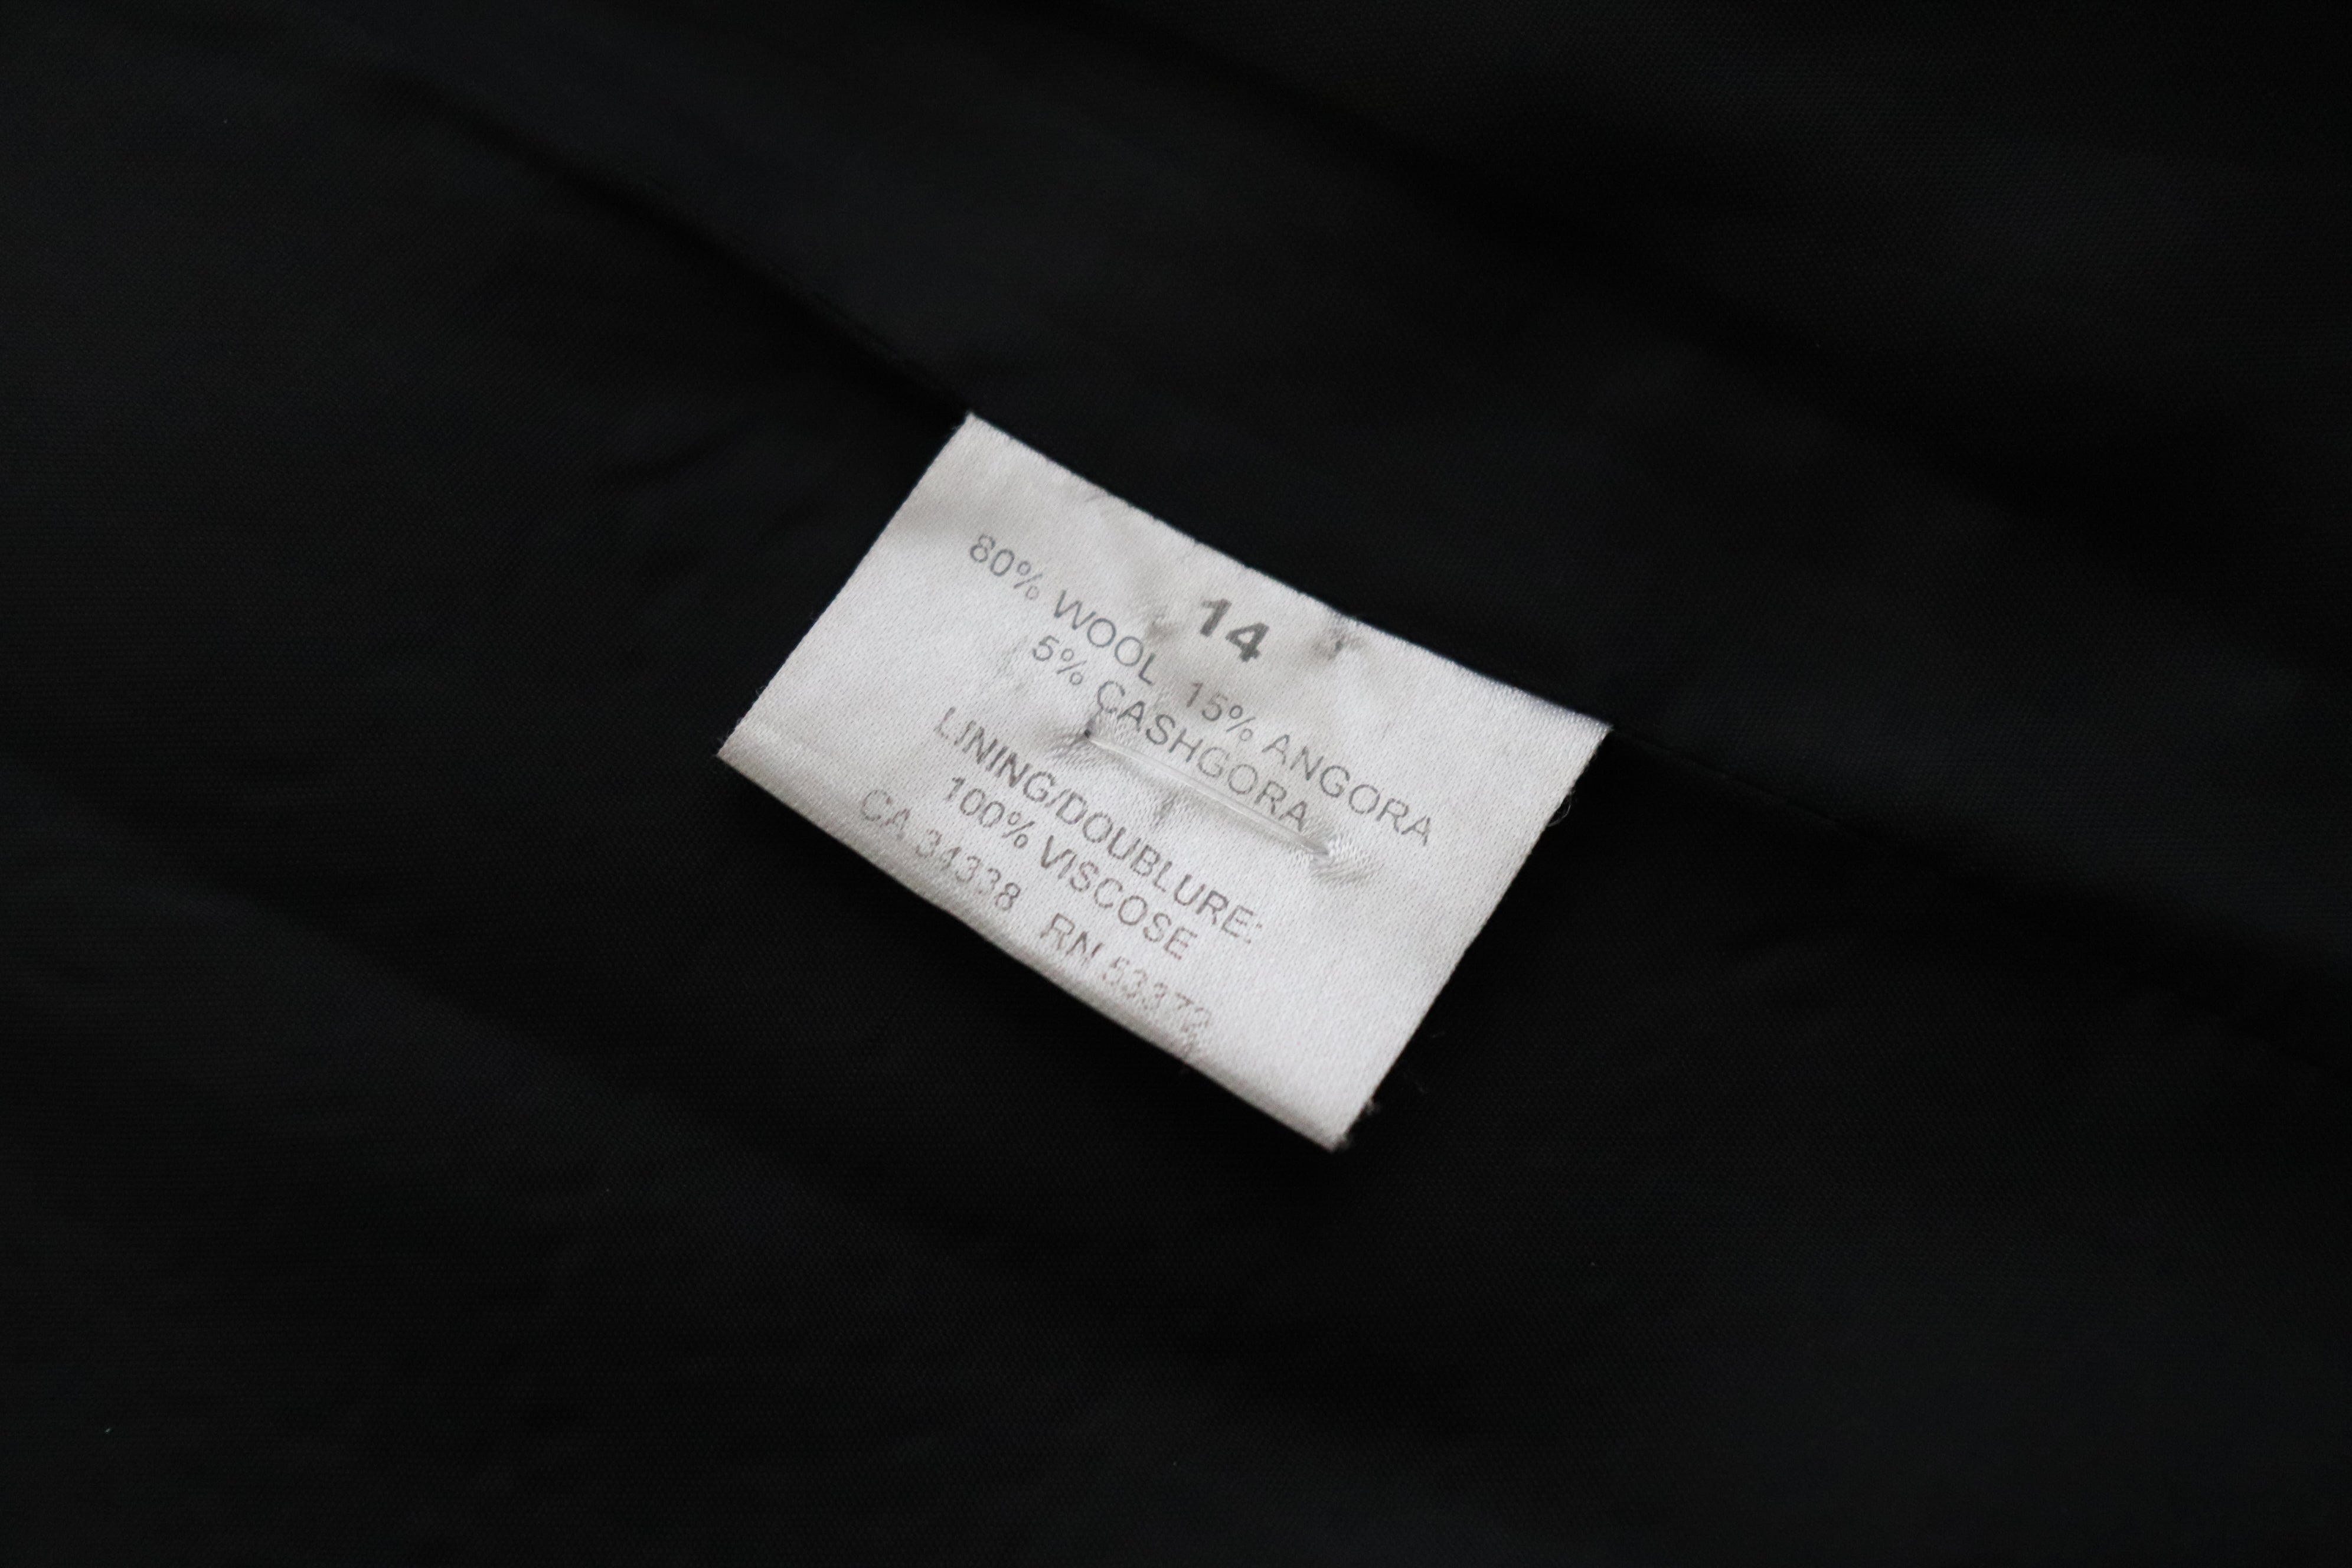 14
80% WOOL 15% ANGORA
5% CASHGORA
LINING/DOUBLURE:
100% VISCOSE
CA 34338 RN 53372